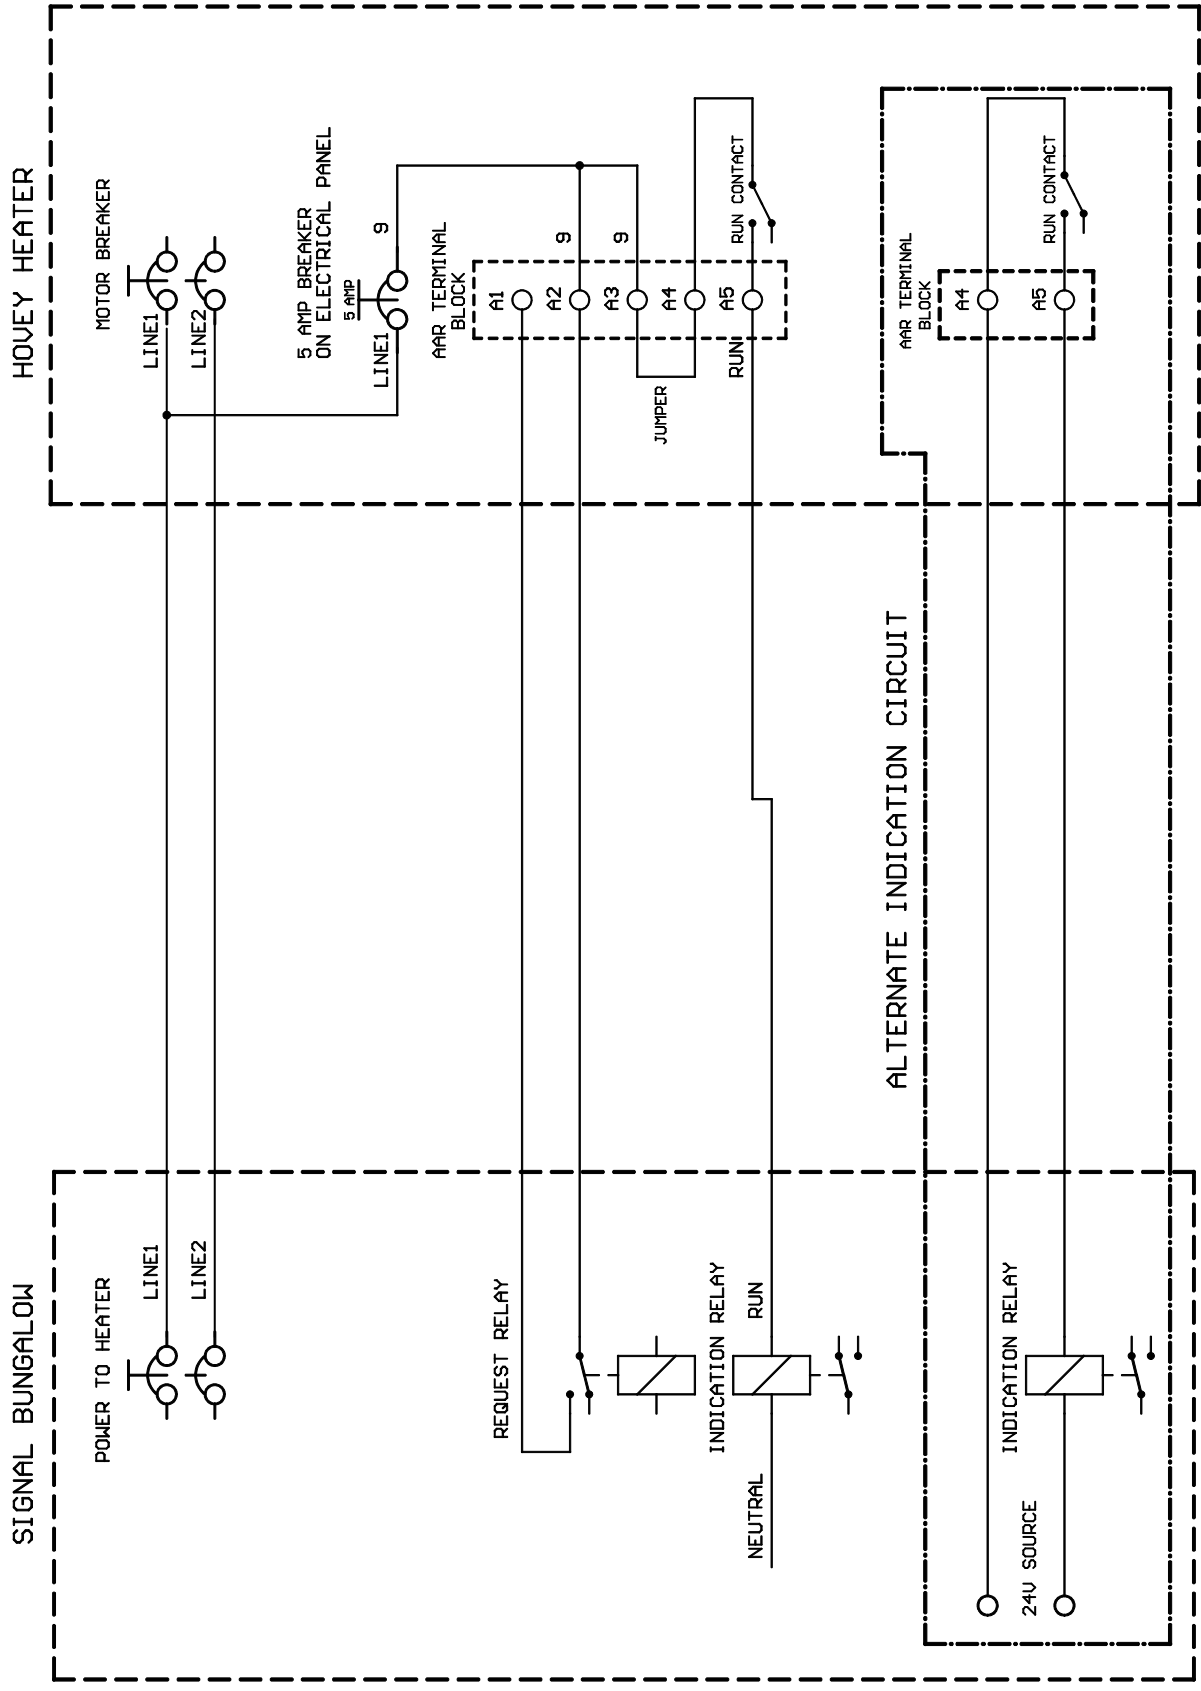 SIGNAL BUNGALOW
HOVEY HEATER
POWER TO HEATER
LINE1
LINE2
MOTOR BREAKER
LINE1
LINE2
5 AMP BREAKER
ON ELECTRICAL PANEL
5 AMP
LINE1
9
AAR TERMINAL
BLOCK
REQUEST RELAY
A1
A2
9
A3
9
JUMPER
A4
INDICATION RELAY
NEUTRAL
RUN
RUN
A5
RUN CONTACT
ALTERNATE INDICATION CIRCUIT
AAR TERMINAL
BLOCK
A4
INDICATION RELAY
24V SOURCE
A5
RUN CONTACT